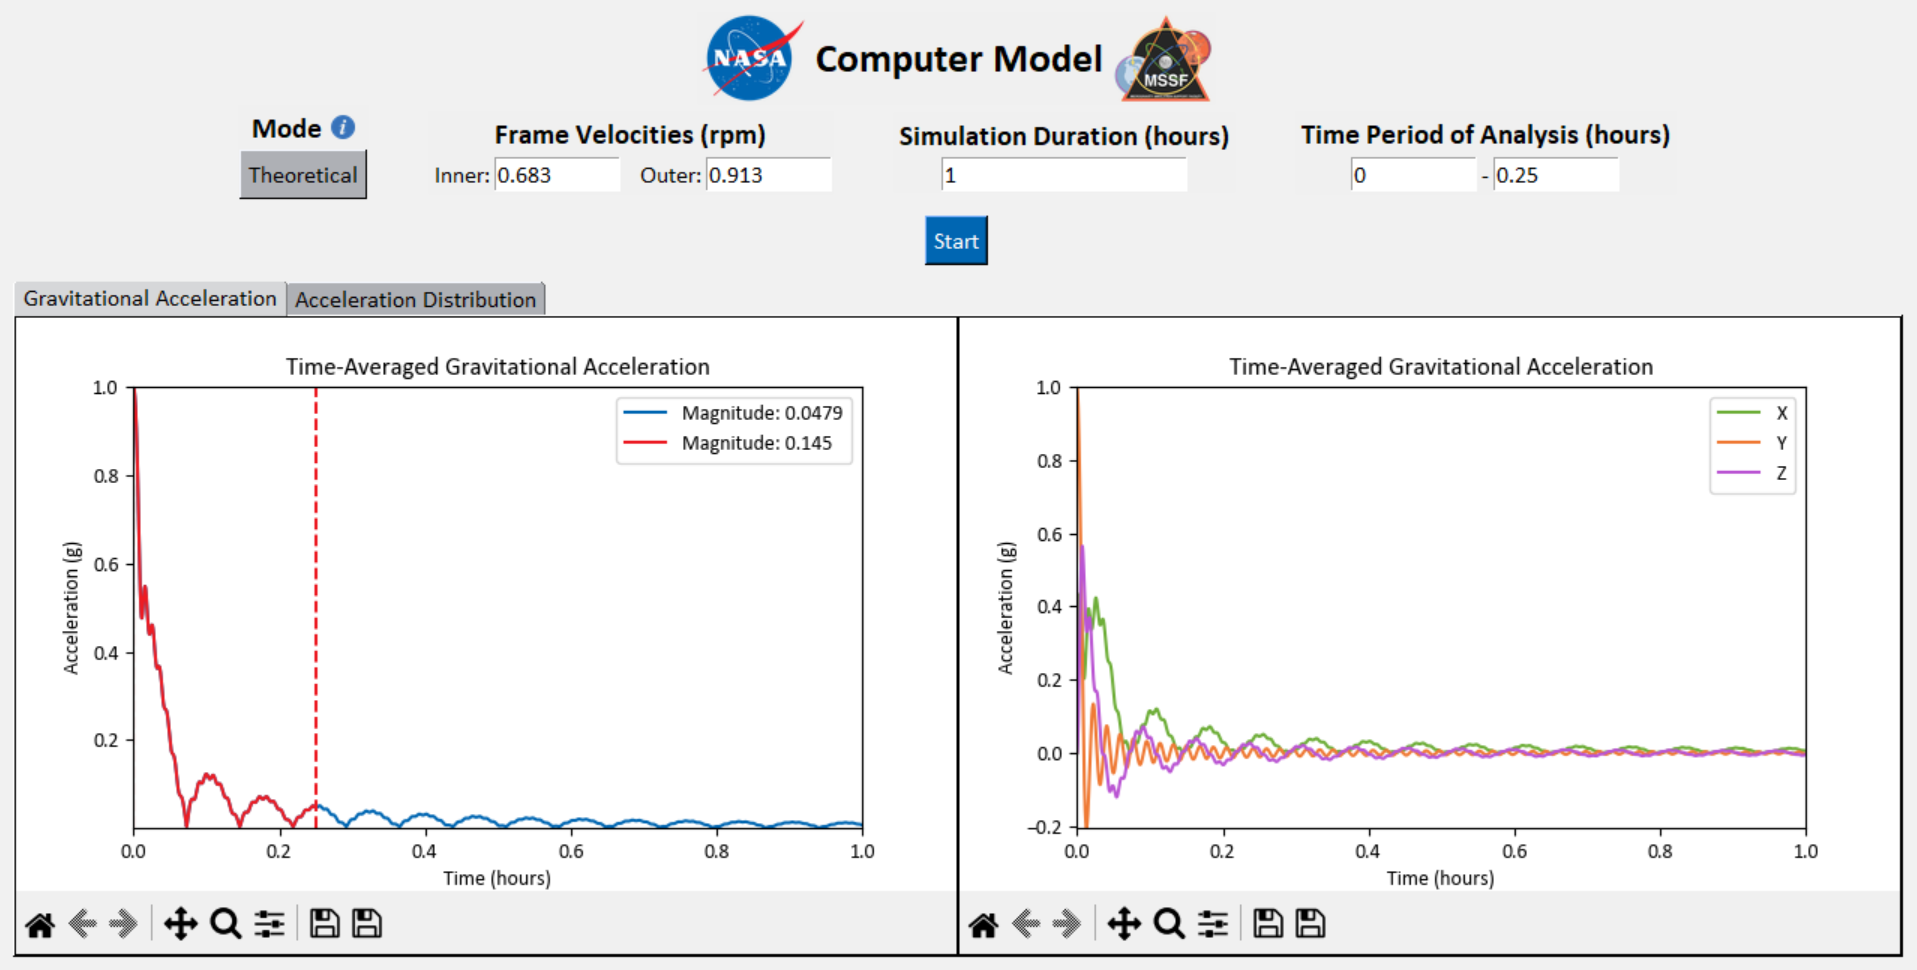 NASA
Computer Model
MSSF
Mode i
Frame Velocities (rpm)
Simulation Duration (hours)
Time Period of Analysis (hours)
Theoretical
Inner: 0.683
Outer: 0.913
1
0 - 0.25
Start
Gravitational Acceleration
Acceleration Distribution
Time-Averaged Gravitational Acceleration
Magnitude: 0.0479
Magnitude: 0.145
Acceleration (g)
1.0
0.8
0.6
0.4
0.2
0.0 0.2 0.4 0.6 0.8 1.0
Time (hours)
Time-Averaged Gravitational Acceleration
X
Y
Z
Acceleration (g)
1.0
0.8
0.6
0.4
0.2
0.0
−0.2
0.0 0.2 0.4 0.6 0.8 1.0
Time (hours)